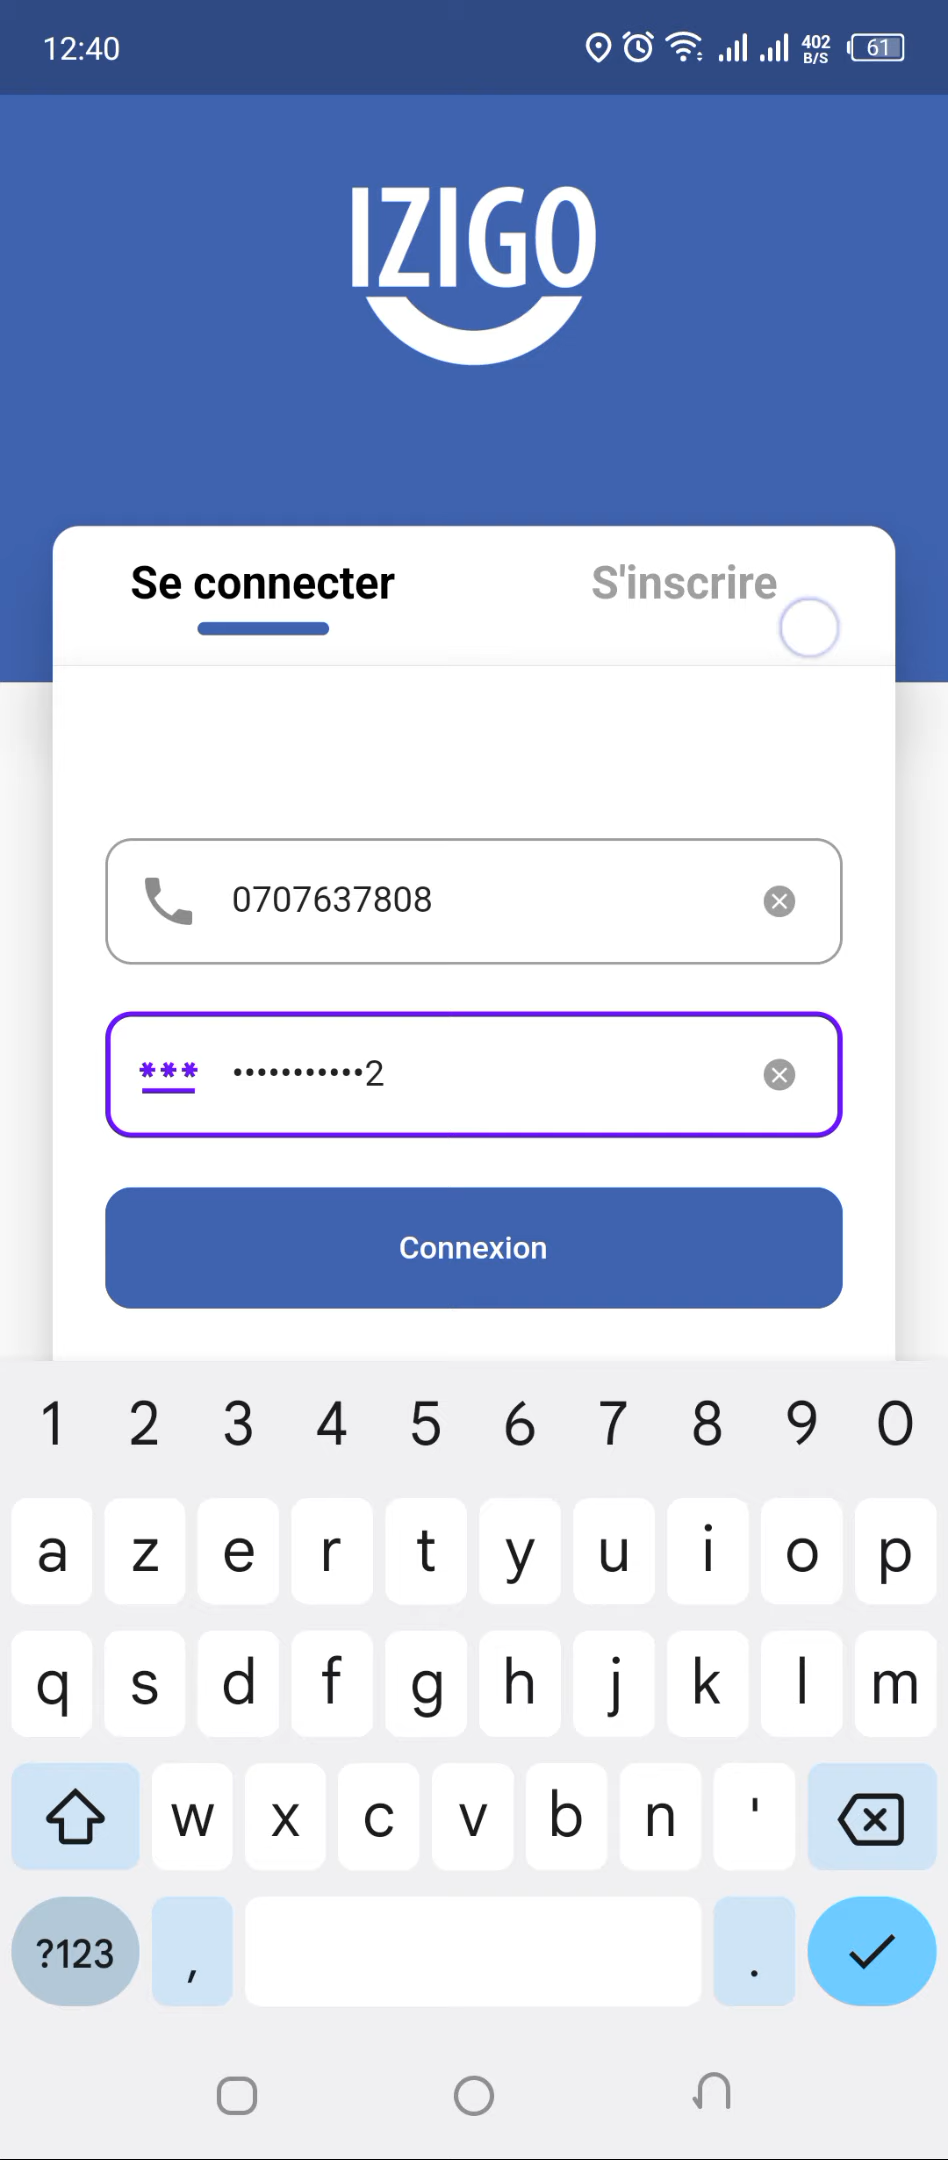 12:40
402
B/S
61
IZIGO
Se connecter
S'inscrire
0707637808
*** •••••••••••2
Connexion
1 2 3 4 5 6 7 8 9 0
a z e r t y u i o p
q s d f g h j k l m
w x c v b n '
?123 , .